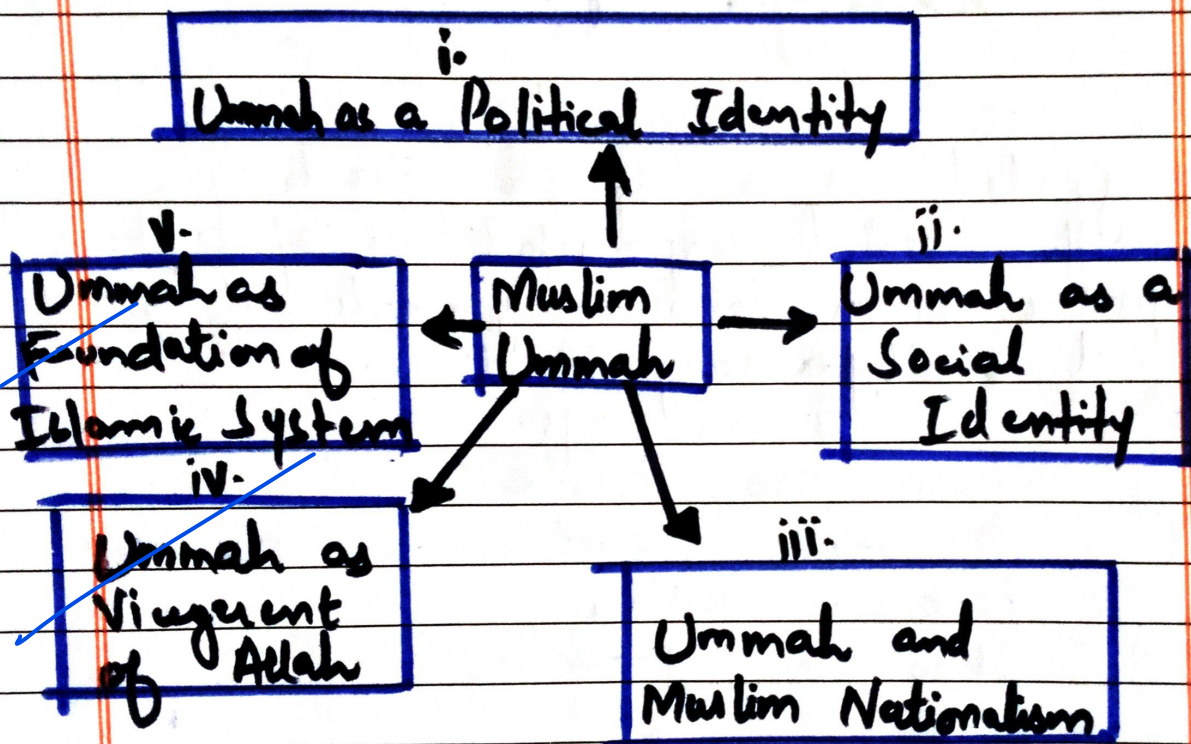 i.
Ummah as a Political Identity
v.
Ummah as
Foundation of
Islamic System
Muslim
Ummah
ii.
Ummah as a
Social
Identity
iv.
Ummah as
Vicegerent
of Allah
iii.
Ummah and
Muslim Nationalism